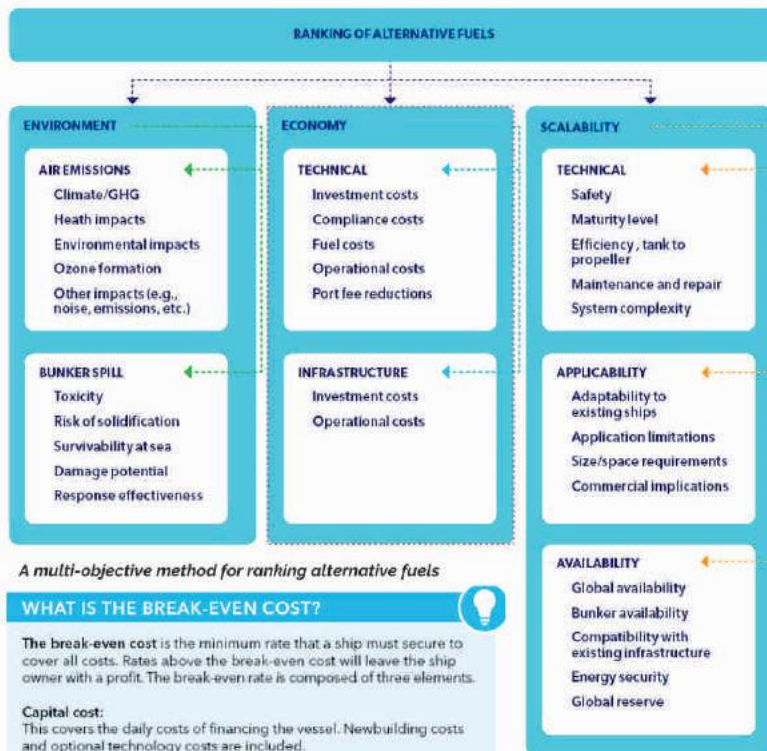 RANKING OF ALTERNATIVE FUELS
ENVIRONMENT
AIR EMISSIONS
Climate/GHG
Heath impacts
Environmental impacts
Ozone formation
Other impacts (e.g.,
noise, emissions, etc.)
BUNKER SPILL
Toxicity
Risk of solidification
Survivability at sea
Damage potential
Response effectiveness
ECONOMY
TECHNICAL
Investment costs
Compliance costs
Fuel costs
Operational costs
Port fee reductions
INFRASTRUCTURE
Investment costs
Operational costs
SCALABILITY
TECHNICAL
Safety
Maturity level
Efficiency, tank to
propeller
Maintenance and repair
System complexity
APPLICABILITY
Adaptability to
existing ships
Application limitations
Size/space requirements
Commercial implications
AVAILABILITY
Global availability
Bunker availability
Compatibility with
existing infrastructure
Energy security
Global reserve
A multi-objective method for ranking alternative fuels
WHAT IS THE BREAK-EVEN COST?
The break-even cost is the minimum rate that a ship must secure to
cover all costs. Rates above the break-even cost will leave the ship
owner with a profit. The break-even rate is composed of three elements.
Capital cost:
This covers the daily costs of financing the vessel. Newbuilding costs
and optional technology costs are included.